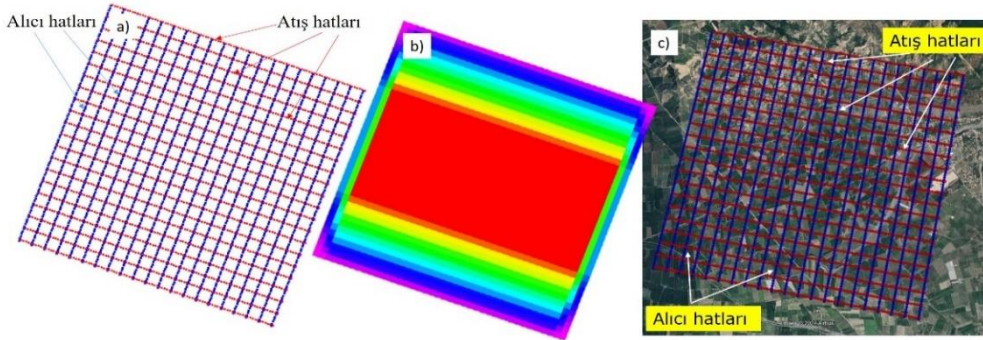 Alıcı hatları
a)
Atış hatları
b)
c)
Atış hatları
Alıcı hatları